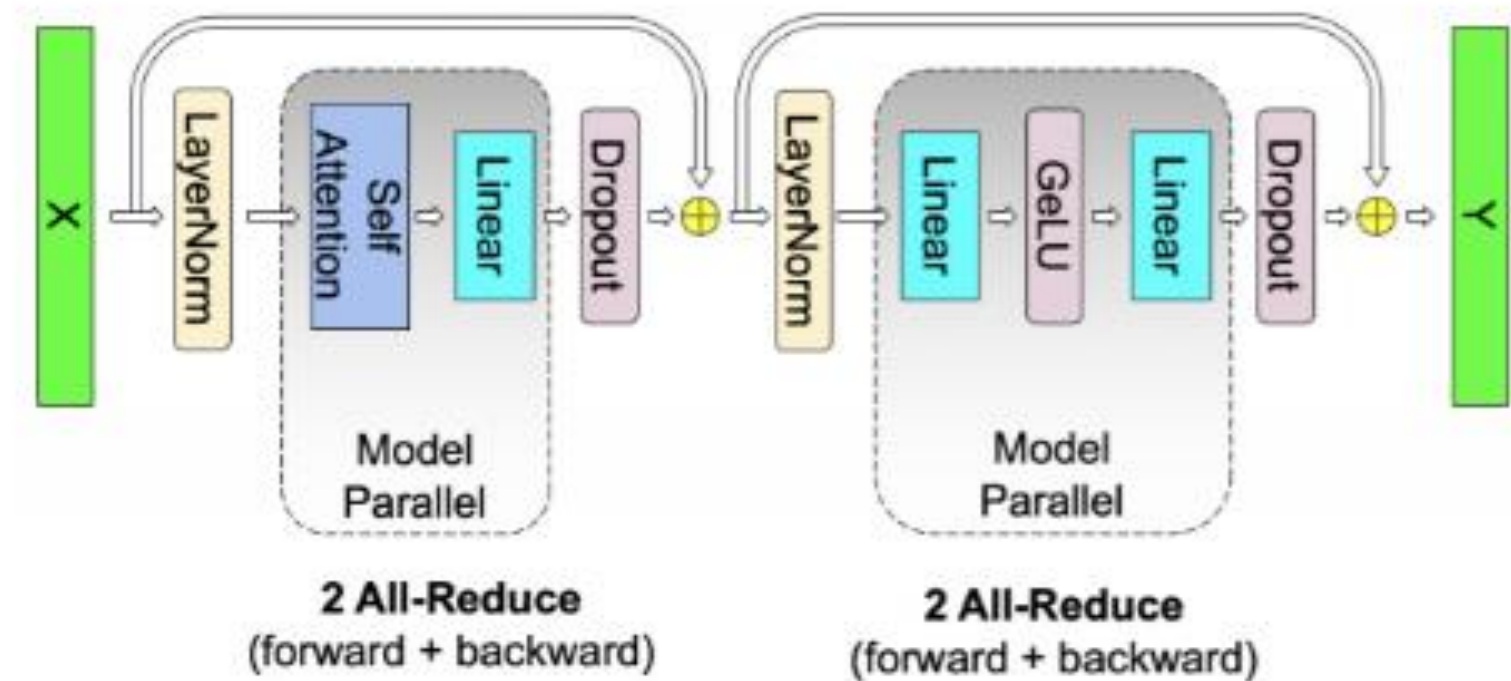 X
LayerNorm
Self
Attention
Linear
Dropout
LayerNorm
Linear
GeLU
Linear
Dropout
Y
Model
Parallel
Model
Parallel
2 All-Reduce
(forward + backward)
2 All-Reduce
(forward + backward)